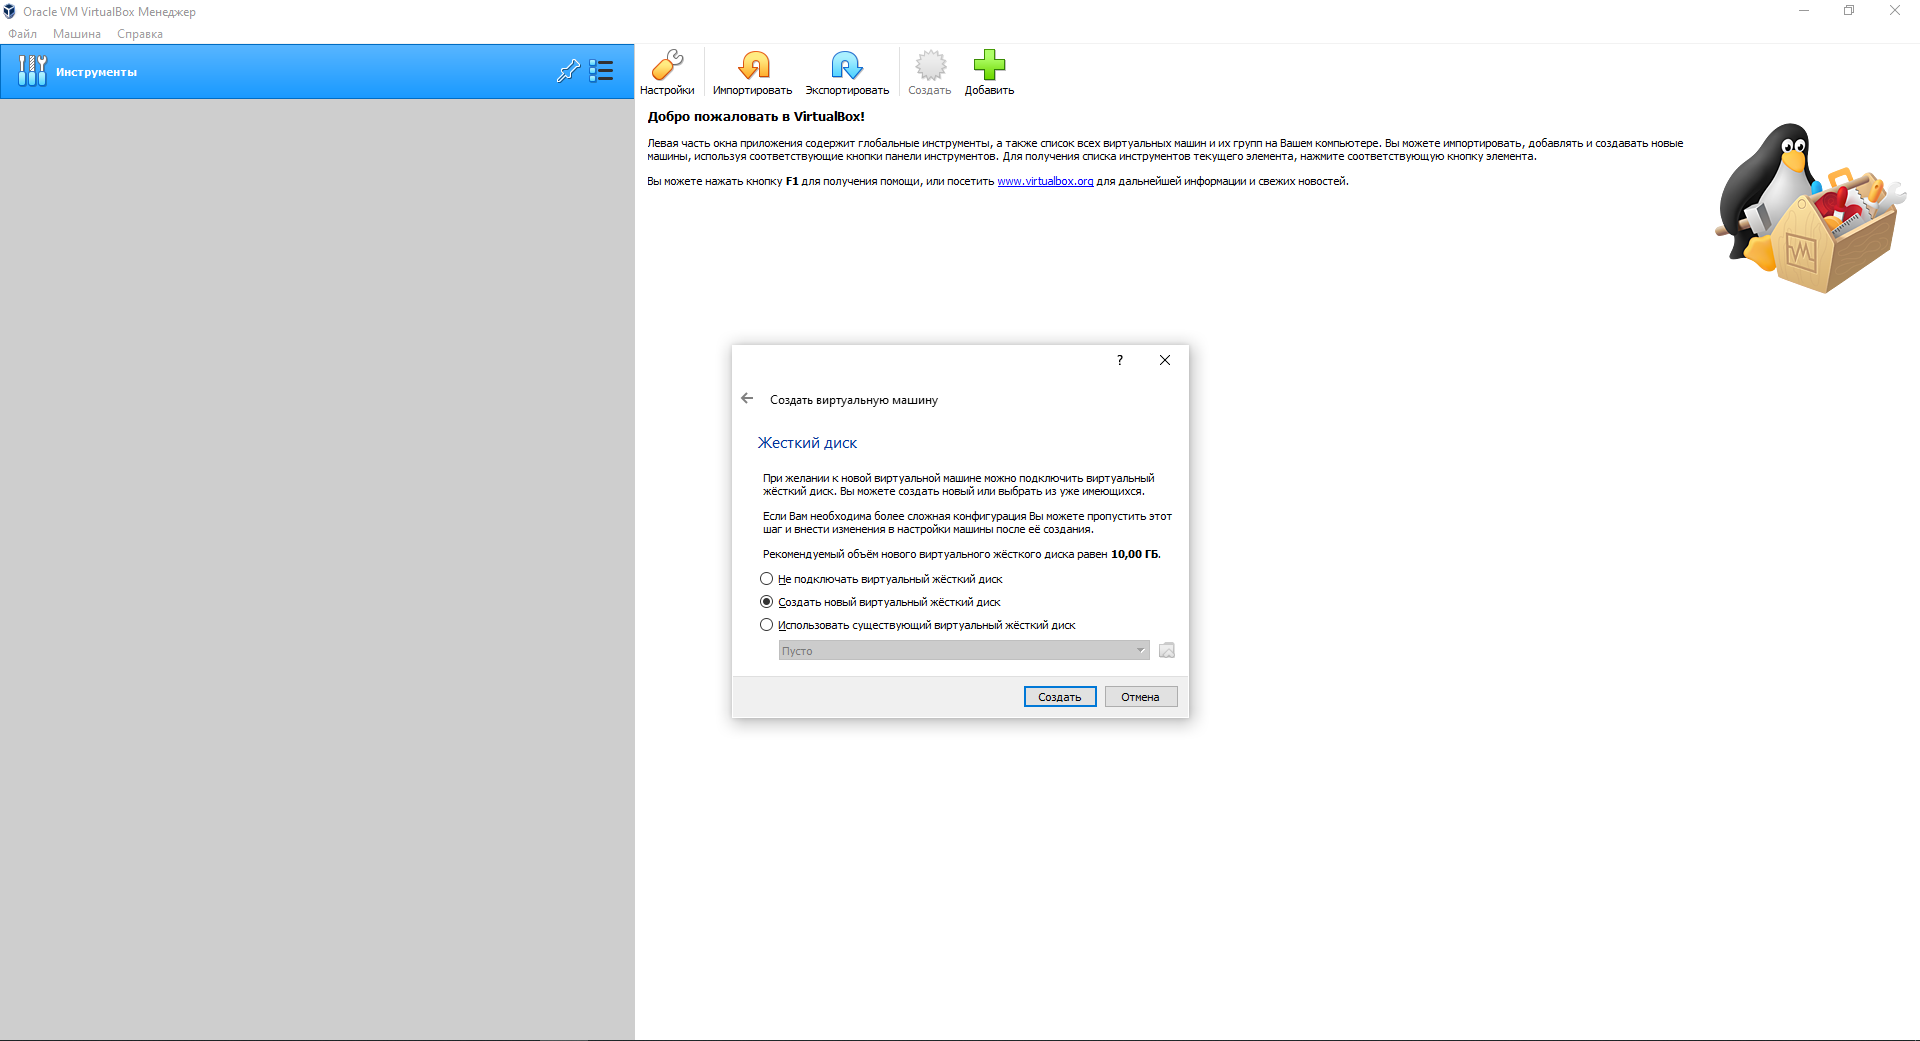 Oracle VM VirtualBox Менеджер
Файл Машина Справка
Инструменты
Настройки Импортировать Экспортировать Создать Добавить
Добро пожаловать в VirtualBox!
Левая часть окна приложения содержит глобальные инструменты, а также список всех виртуальных машин и их групп на Вашем компьютере. Вы можете импортировать, добавлять и создавать новые
машины, используя соответствующие кнопки панели инструментов. Для получения списка инструментов текущего элемента, нажмите соответствующую кнопку элемента.
Вы можете нажать кнопку F1 для получения помощи, или посетить www.virtualbox.org для дальнейшей информации и свежих новостей.
?
Создать виртуальную машину
Жесткий диск
При желании к новой виртуальной машине можно подключить виртуальный
жёсткий диск. Вы можете создать новый или выбрать из уже имеющихся.
Если Вам необходима более сложная конфигурация Вы можете пропустить этот
шаг и внести изменения в настройки машины после её создания.
Рекомендуемый объём нового виртуального жёсткого диска равен 10,00 ГБ.
Не подключать виртуальный жёсткий диск
Создать новый виртуальный жёсткий диск
Использовать существующий виртуальный жёсткий диск
Пусто
Создать Отмена